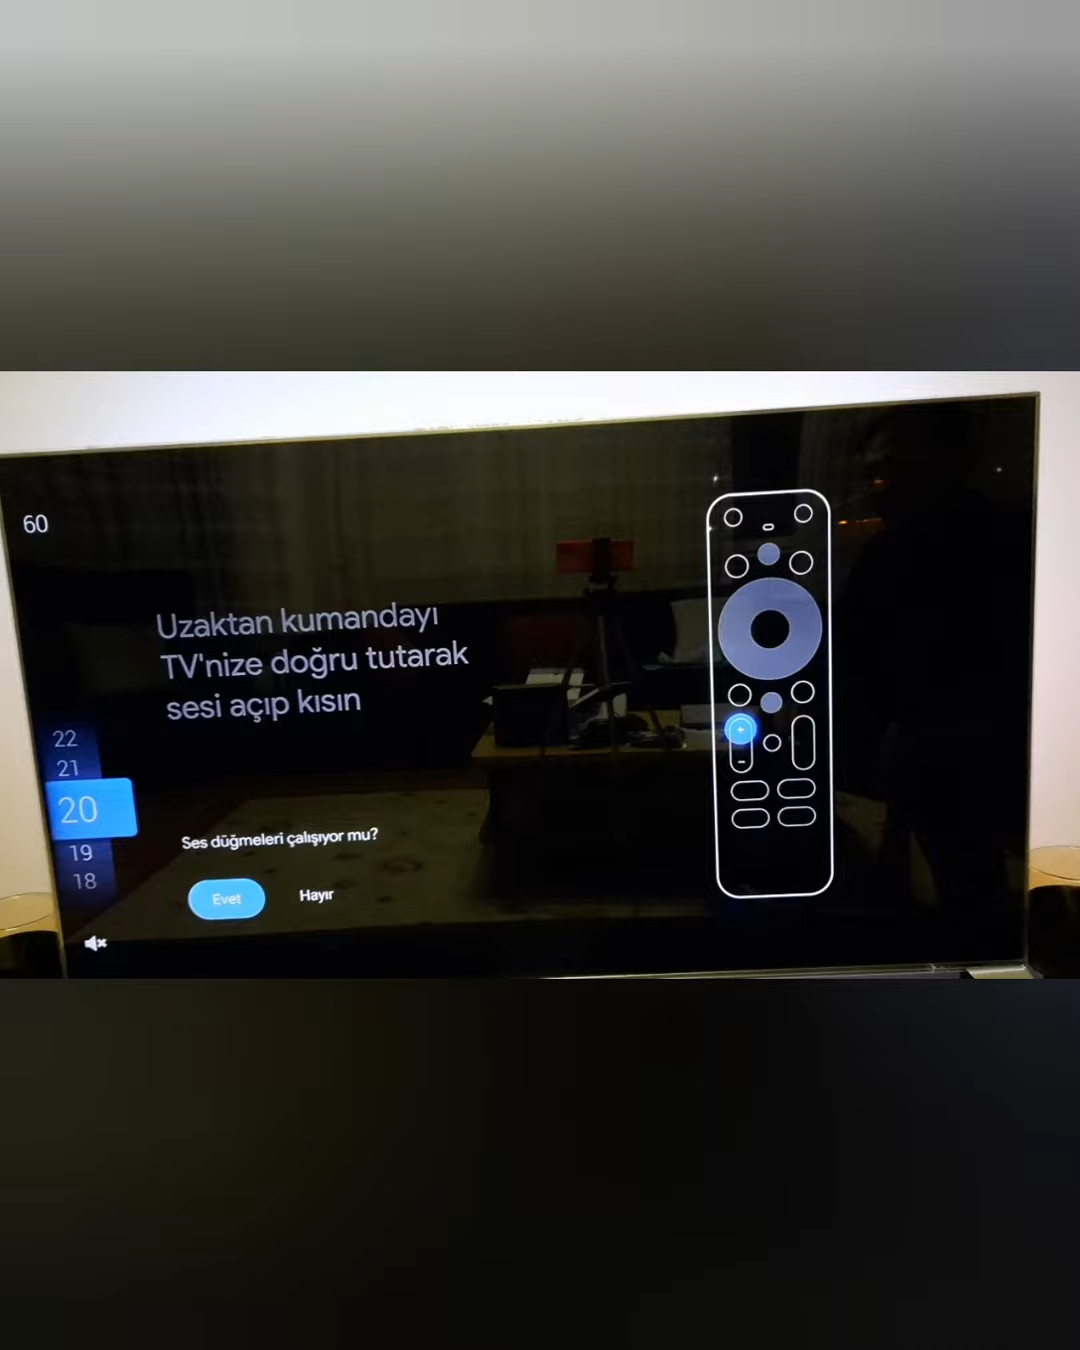 60
Uzaktan kumandayı
TV'nize doğru tutarak
sesi açıp kısın
22
21
20
19
18
Ses düğmeleri çalışıyor mu?
Evet
Hayır
+
-